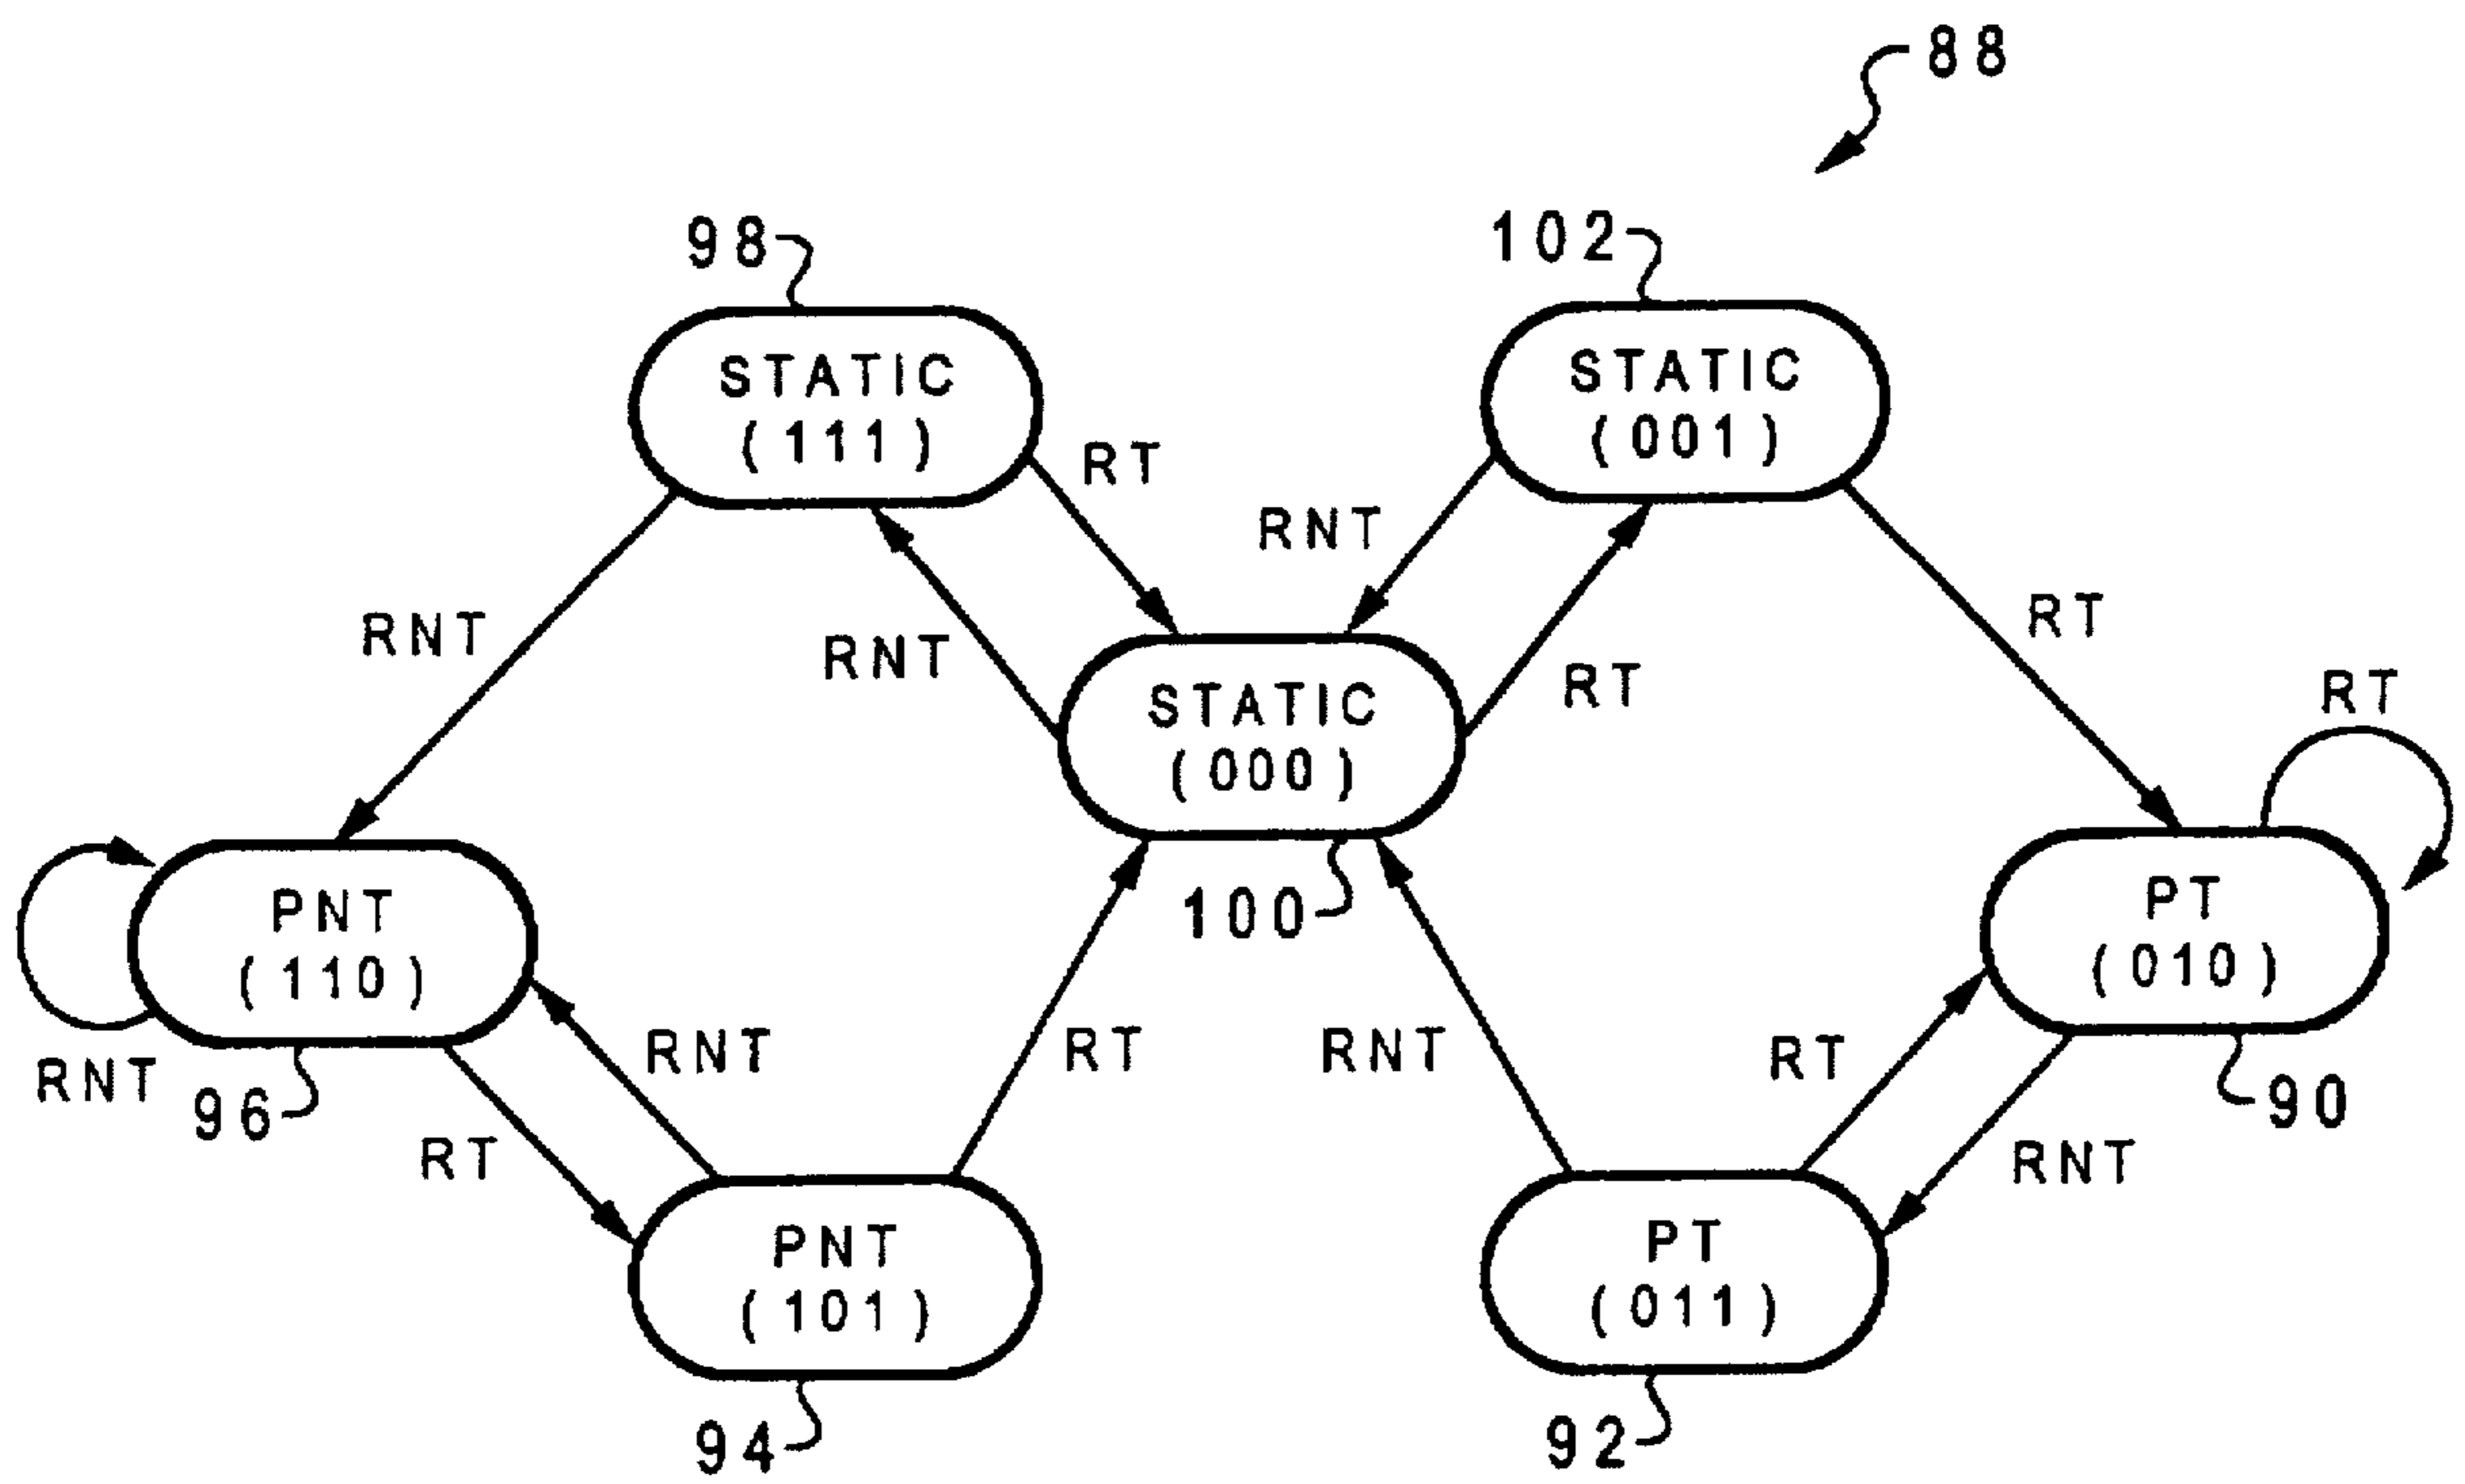 88
98
102
STATIC
(111)
STATIC
(001)
RT
RNT
RNT
RNT
RT
RT
RT
STATIC
(000)
100
PNT
(110)
PT
(010)
RNT
96
RNT
RT
RT
RNT
RT
RNT
90
PNT
(101)
PT
(011)
94
92